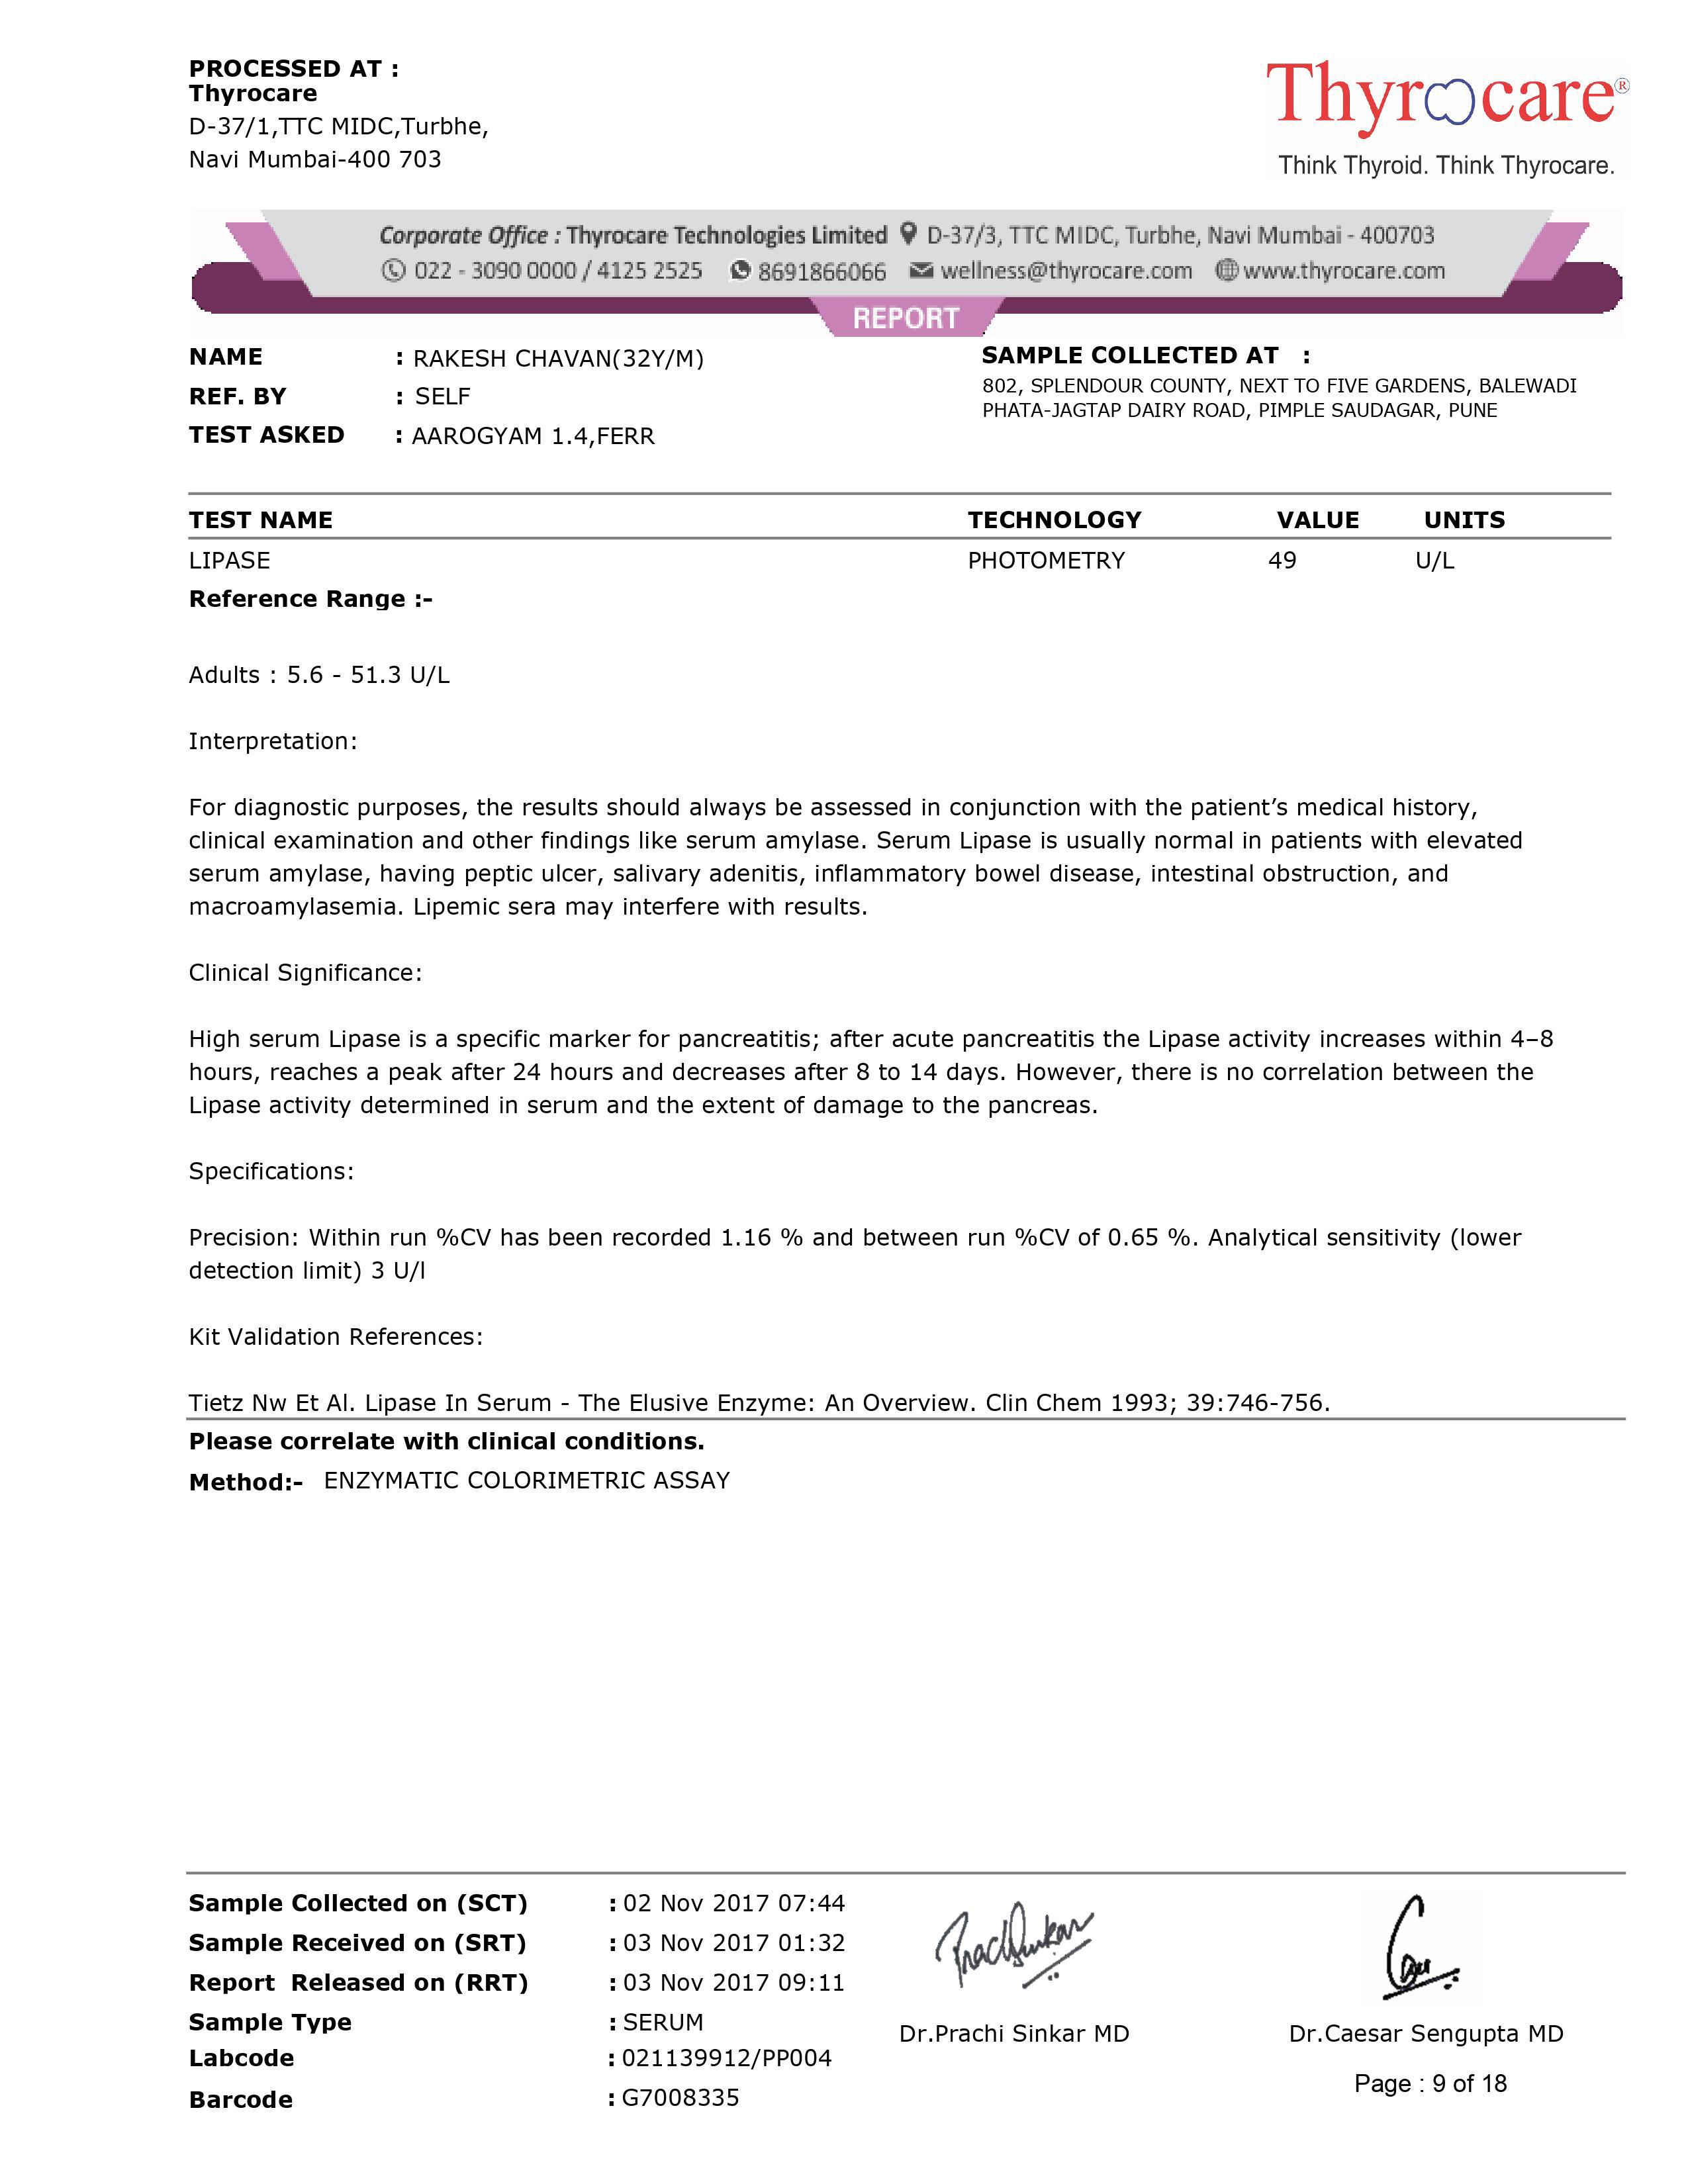 PROCESSED AT :
Thyrocare
D-37/1,TTC MIDC,Turbhe,
Navi Mumbai-400 703
Thyrocare®
Think Thyroid. Think Thyrocare.
Corporate Office : Thyrocare Technologies Limited D-37/3, TTC MIDC, Turbhe, Navi Mumbai - 400703
022 - 3090 0000 / 4125 2525 8691866066 wellness@thyrocare.com www.thyrocare.com
REPORT
NAME : RAKESH CHAVAN(32Y/M)
REF. BY : SELF
TEST ASKED : AAROGYAM 1.4,FERR
SAMPLE COLLECTED AT :
802, SPLENDOUR COUNTY, NEXT TO FIVE GARDENS, BALEWADI
PHATA-JAGTAP DAIRY ROAD, PIMPLE SAUDAGAR, PUNE
TEST NAME TECHNOLOGY VALUE UNITS
LIPASE PHOTOMETRY 49 U/L
Reference Range :-
Adults : 5.6 - 51.3 U/L
Interpretation:
For diagnostic purposes, the results should always be assessed in conjunction with the patient’s medical history,
clinical examination and other findings like serum amylase. Serum Lipase is usually normal in patients with elevated
serum amylase, having peptic ulcer, salivary adenitis, inflammatory bowel disease, intestinal obstruction, and
macroamylasemia. Lipemic sera may interfere with results.
Clinical Significance:
High serum Lipase is a specific marker for pancreatitis; after acute pancreatitis the Lipase activity increases within 4–8
hours, reaches a peak after 24 hours and decreases after 8 to 14 days. However, there is no correlation between the
Lipase activity determined in serum and the extent of damage to the pancreas.
Specifications:
Precision: Within run %CV has been recorded 1.16 % and between run %CV of 0.65 %. Analytical sensitivity (lower
detection limit) 3 U/l
Kit Validation References:
Tietz Nw Et Al. Lipase In Serum - The Elusive Enzyme: An Overview. Clin Chem 1993; 39:746-756.
Please correlate with clinical conditions.
Method:- ENZYMATIC COLORIMETRIC ASSAY
Sample Collected on (SCT) : 02 Nov 2017 07:44
Sample Received on (SRT) : 03 Nov 2017 01:32
Report Released on (RRT) : 03 Nov 2017 09:11
Sample Type : SERUM
Labcode : 021139912/PP004
Barcode : G7008335
Dr.Prachi Sinkar MD
Dr.Caesar Sengupta MD
Page : 9 of 18